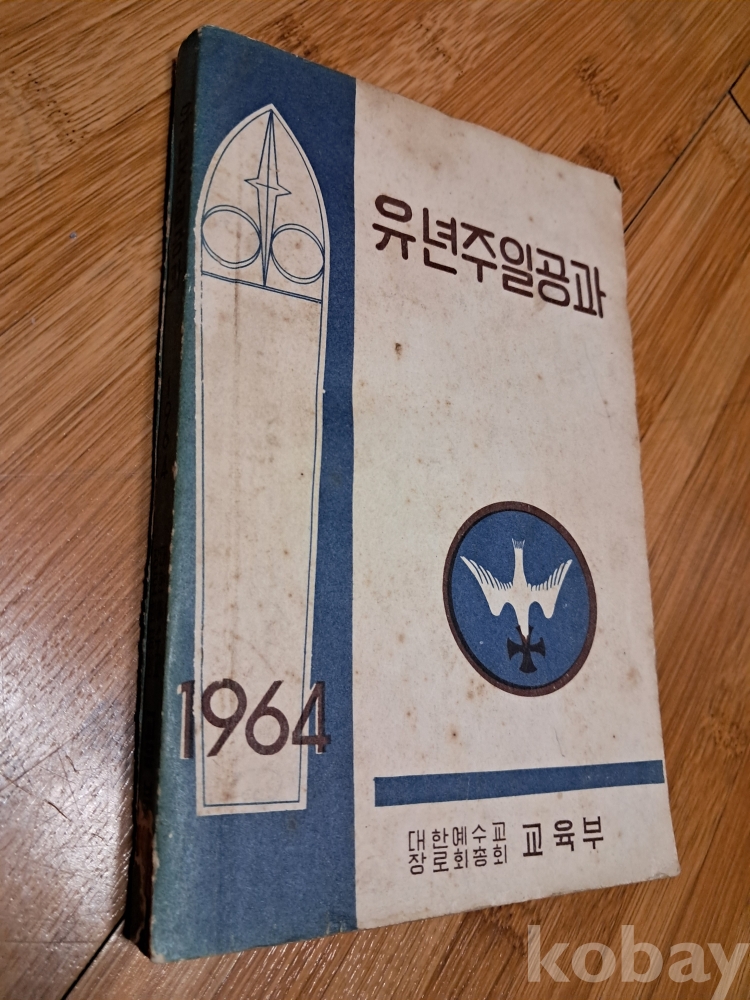 유년주일공과
1964
대한예수교
장로회총회 교육부
kobay